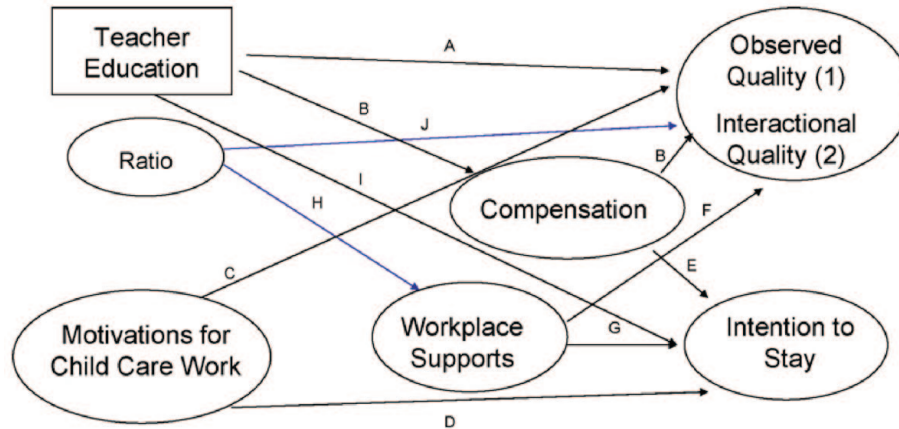 Teacher
Education
A
Observed
Quality (1)
Interactional
Quality (2)
B
J
Ratio
B
I
H
Compensation
F
C
E
Motivations for
Child Care Work
Workplace
Supports
G
Intention to
Stay
D